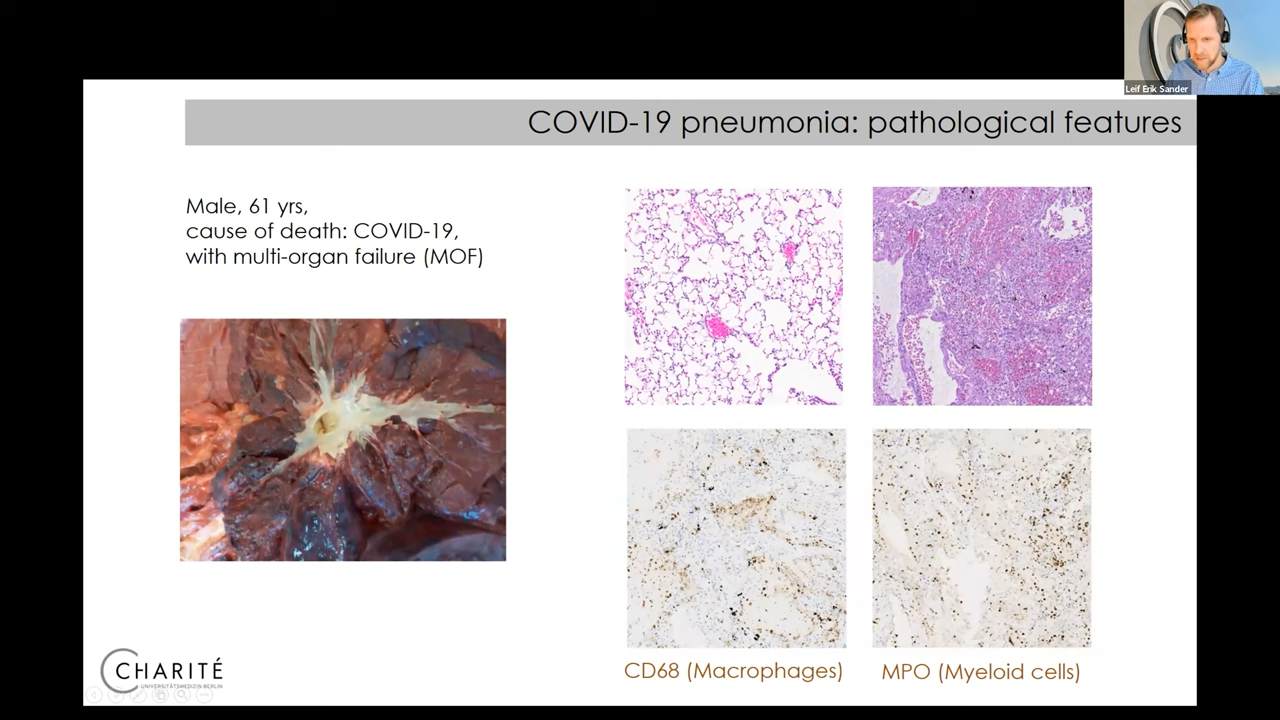 Leif Erik Sander
COVID-19 pneumonia: pathological features
Male, 61 yrs,
cause of death: COVID-19,
with multi-organ failure (MOF)
CD68 (Macrophages)
MPO (Myeloid cells)
CHARITÉ
UNIVERSITÄTSMEDIZIN BERLIN